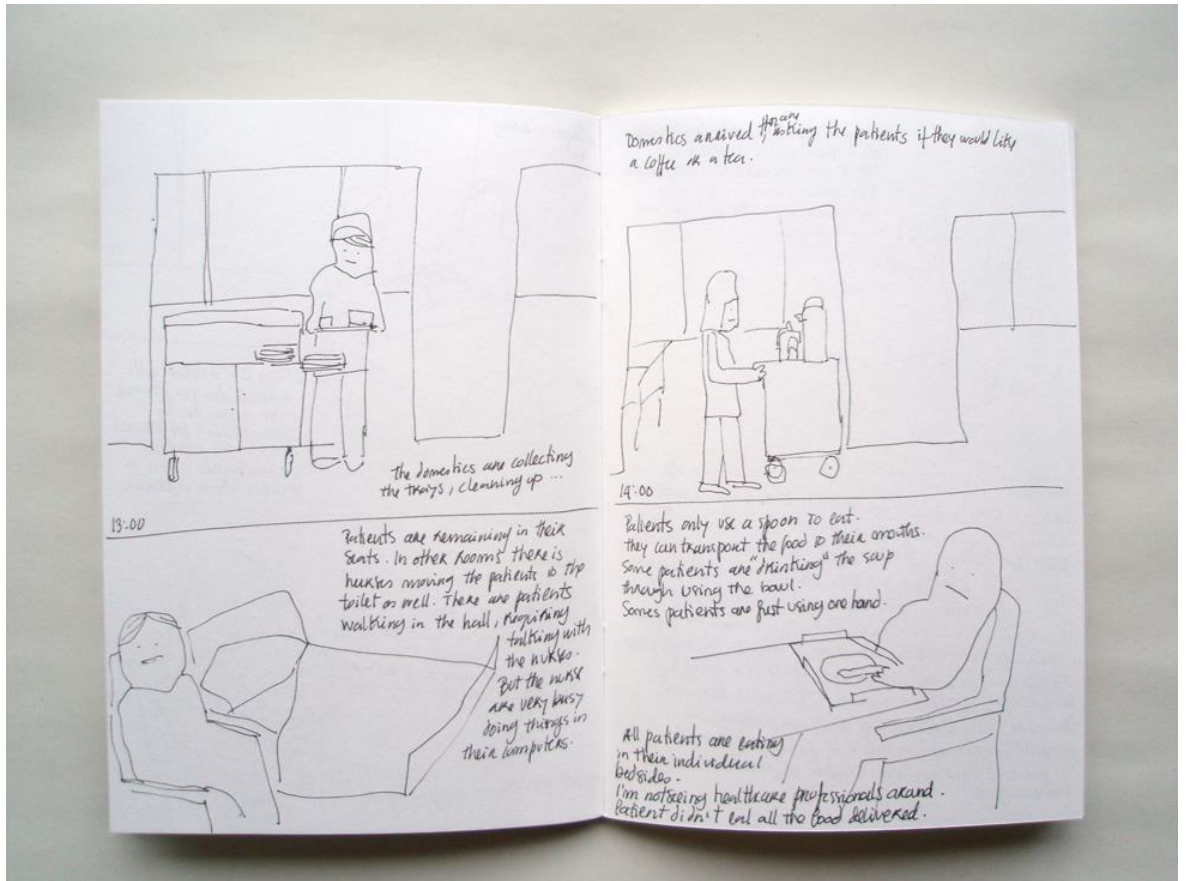 The domestics are collecting
the trays, cleaning up ...
13:00
Patients are remaining in their
seats. In other rooms there is
nurses moving the patients to the
toilet as well. There are patients
walking in the hall, requiring
talking with
the nurses.
But the nurse
are very busy
doing things in
their computers.
Domestics arrived they are asking the patients if they would like
a coffee or a tea.
14:00
Patients only use a spoon to eat.
they can transport the food to their mouths.
Some patients are "drinking" the soup
through using the bowl.
Somes patients are just using one hand.
All patients are eating
in their individual
bedsides.
I'm not seeing healthcare professionals around.
Patient didn't eat all the food delivered.